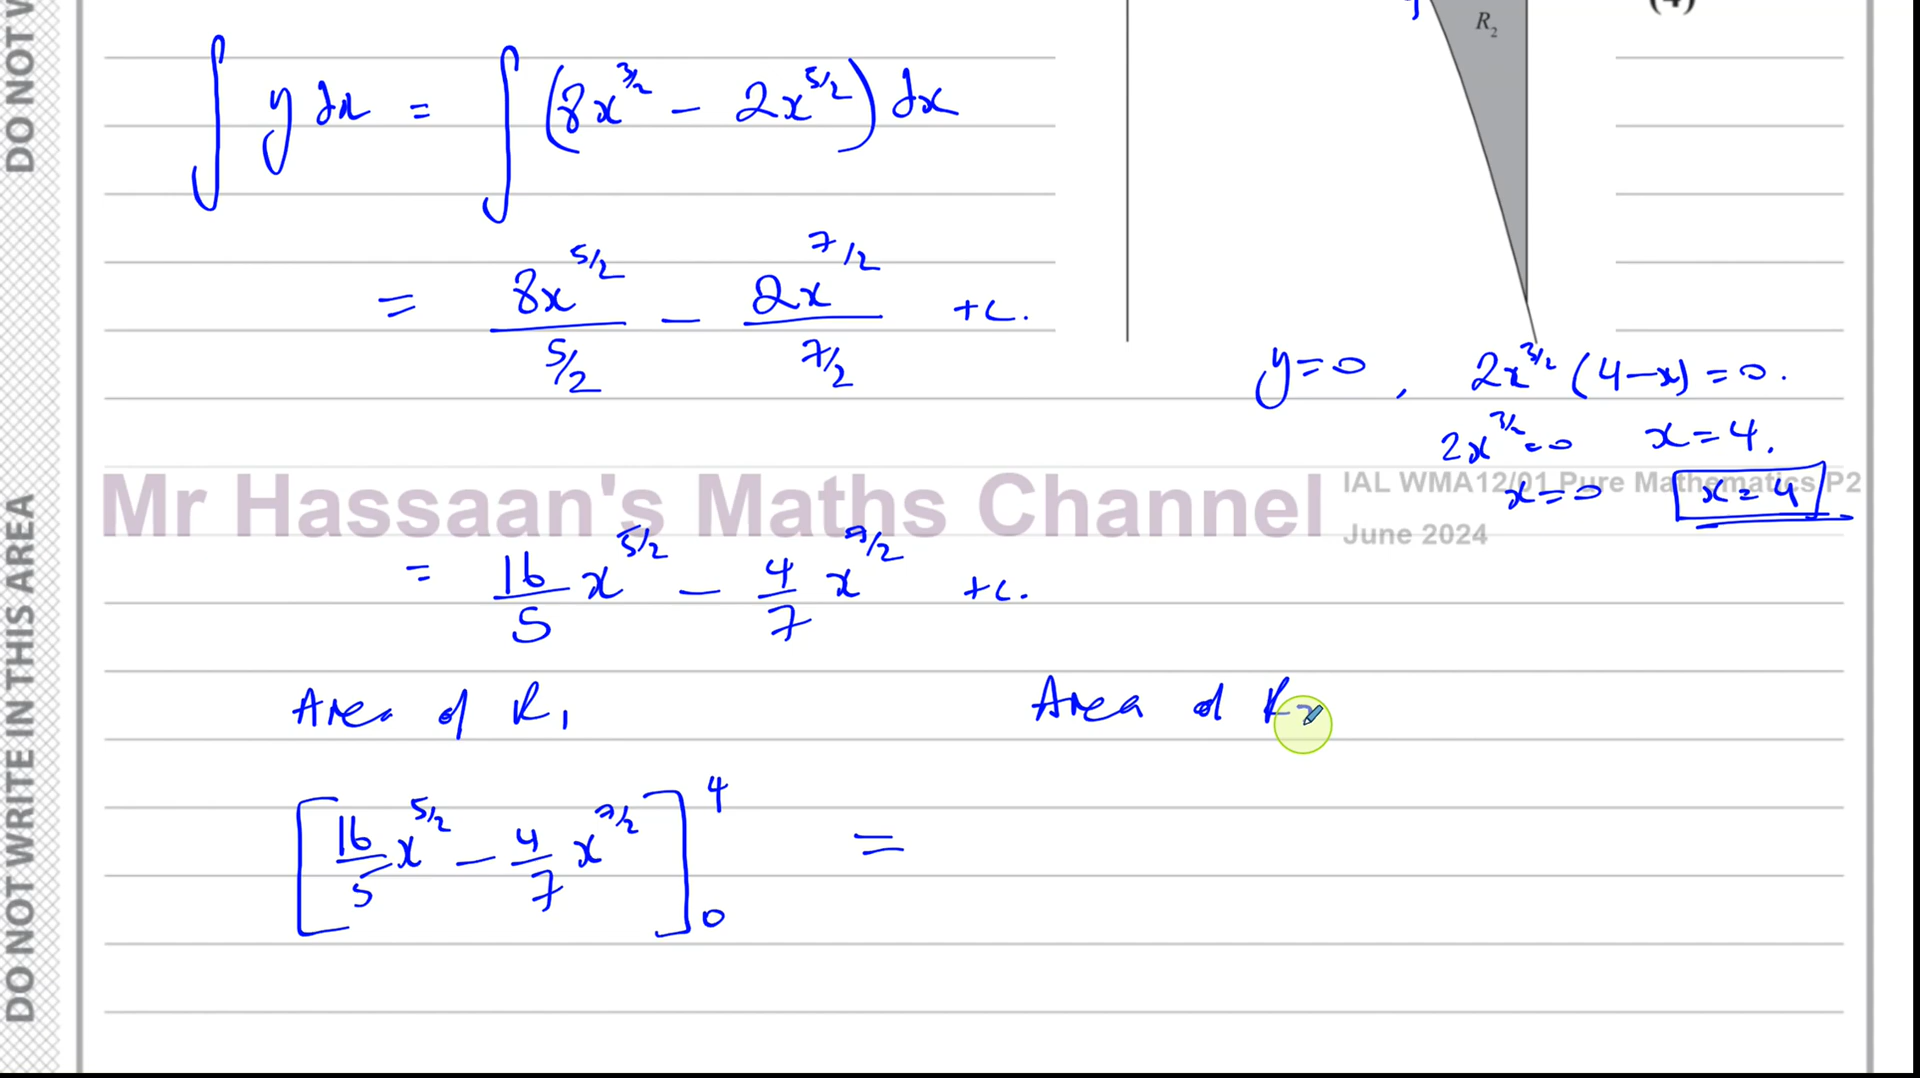 DO NOT W
(4)
R₂
∫ y dx = ∫ (8x^{3/2} - 2x^{5/2}) dx
= 8x^{5/2} / 5/2 - 2x^{7/2} / 7/2 + c.
y = 0, 2x^{3/2} (4-x) = 0.
2x^{3/2} = 0 x = 4.
x = 0 x = 4
Mr Hassaan's Maths Channel
IAL WMA12/01 Pure Mathematics P2
June 2024
= 16/5 x^{5/2} - 4/7 x^{7/2} + c.
Area of R₁
Area of R₂
[16/5 x^{5/2} - 4/7 x^{7/2}]₀⁴ =
DO NOT WRITE IN THIS AREA